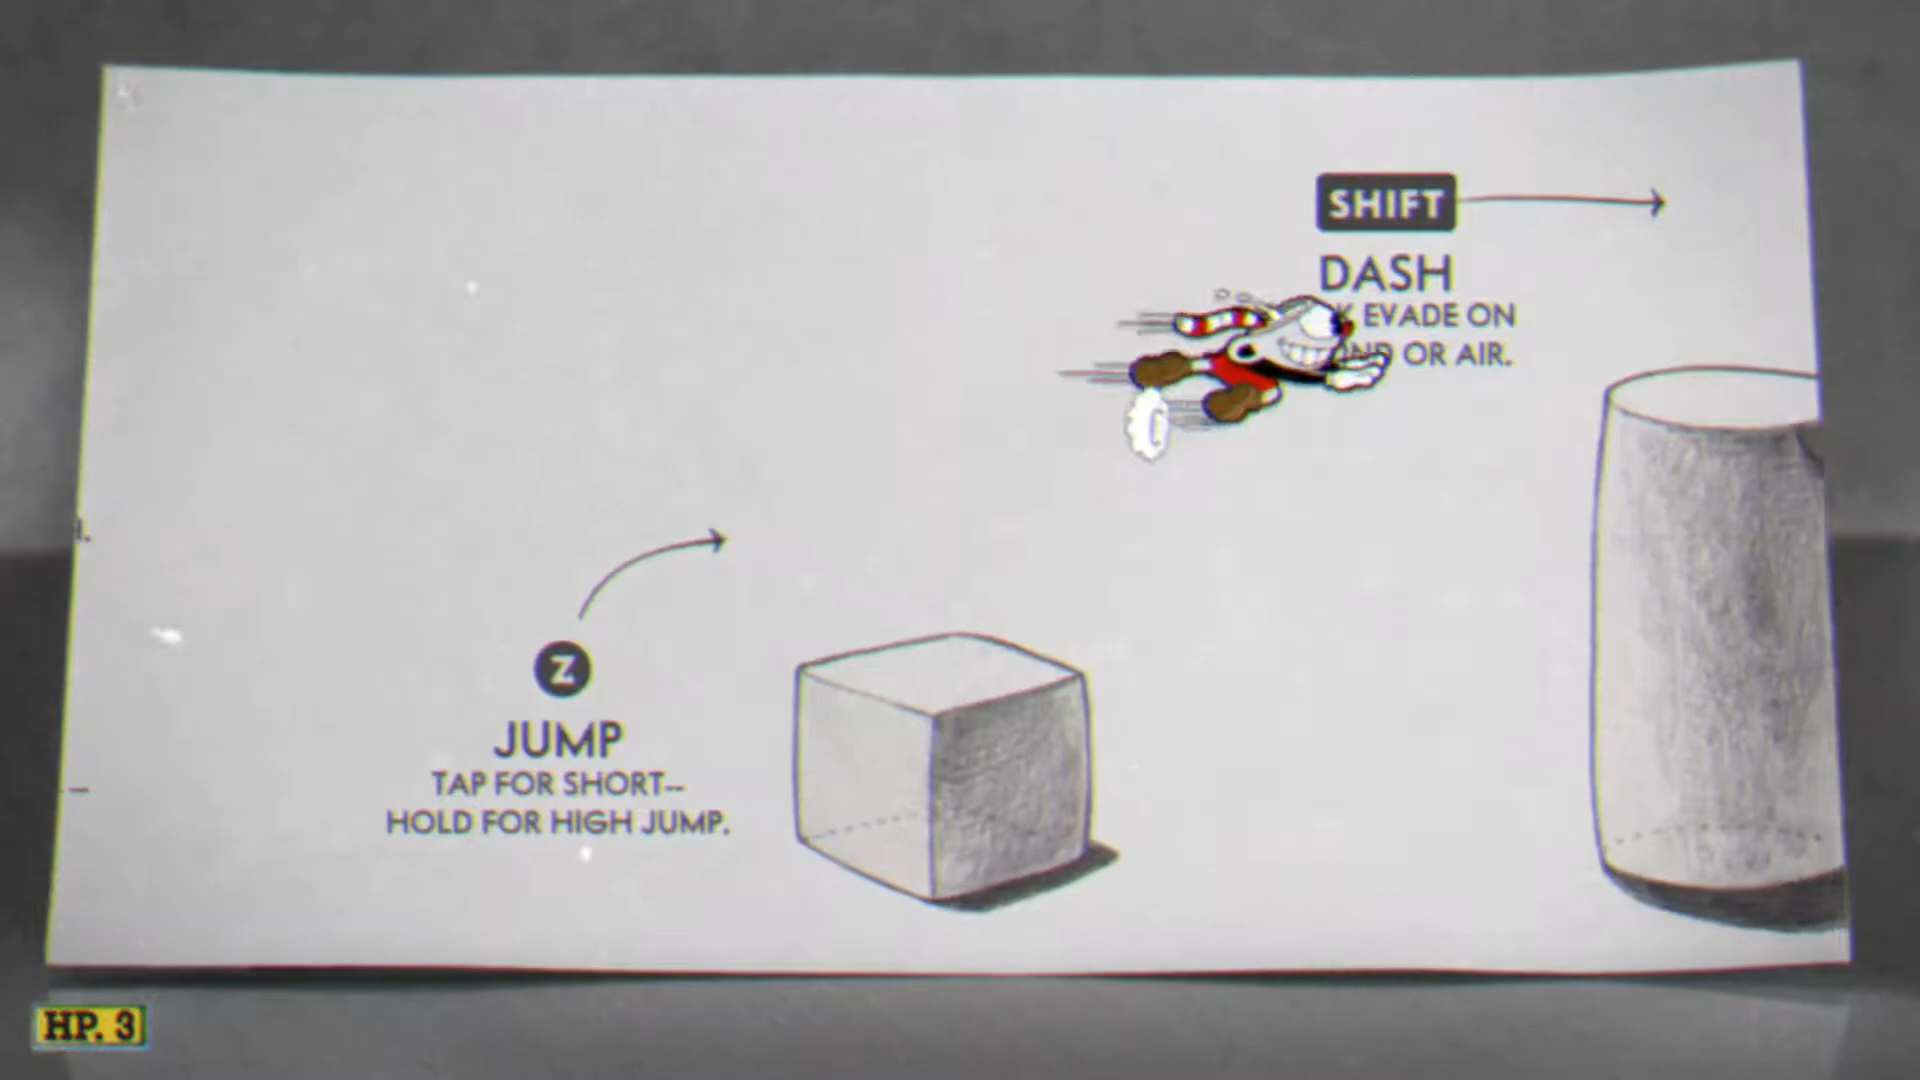 SHIFT
DASH
EVADE ON
OR AIR.
Z
JUMP
TAP FOR SHORT--
HOLD FOR HIGH JUMP.
HP. 3